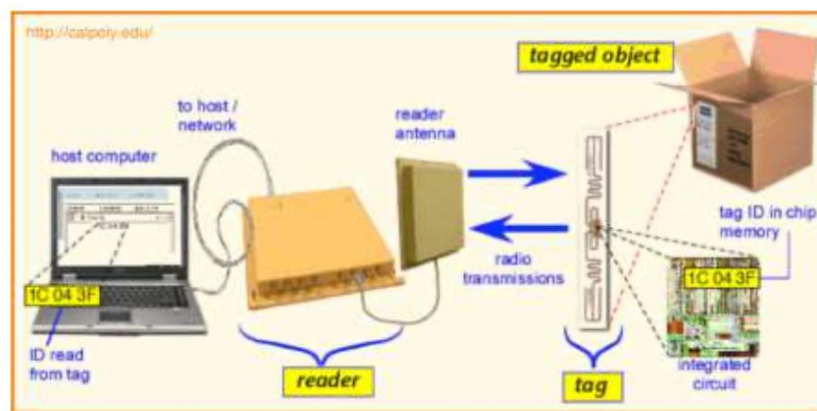 http://calpoly.edu/
tagged object
to host /
network
reader
antenna
host computer
tag ID in chip
memory
radio
transmissions
1C 04 3F
1C 04 3F
ID read
from tag
reader
tag
integrated
circuit